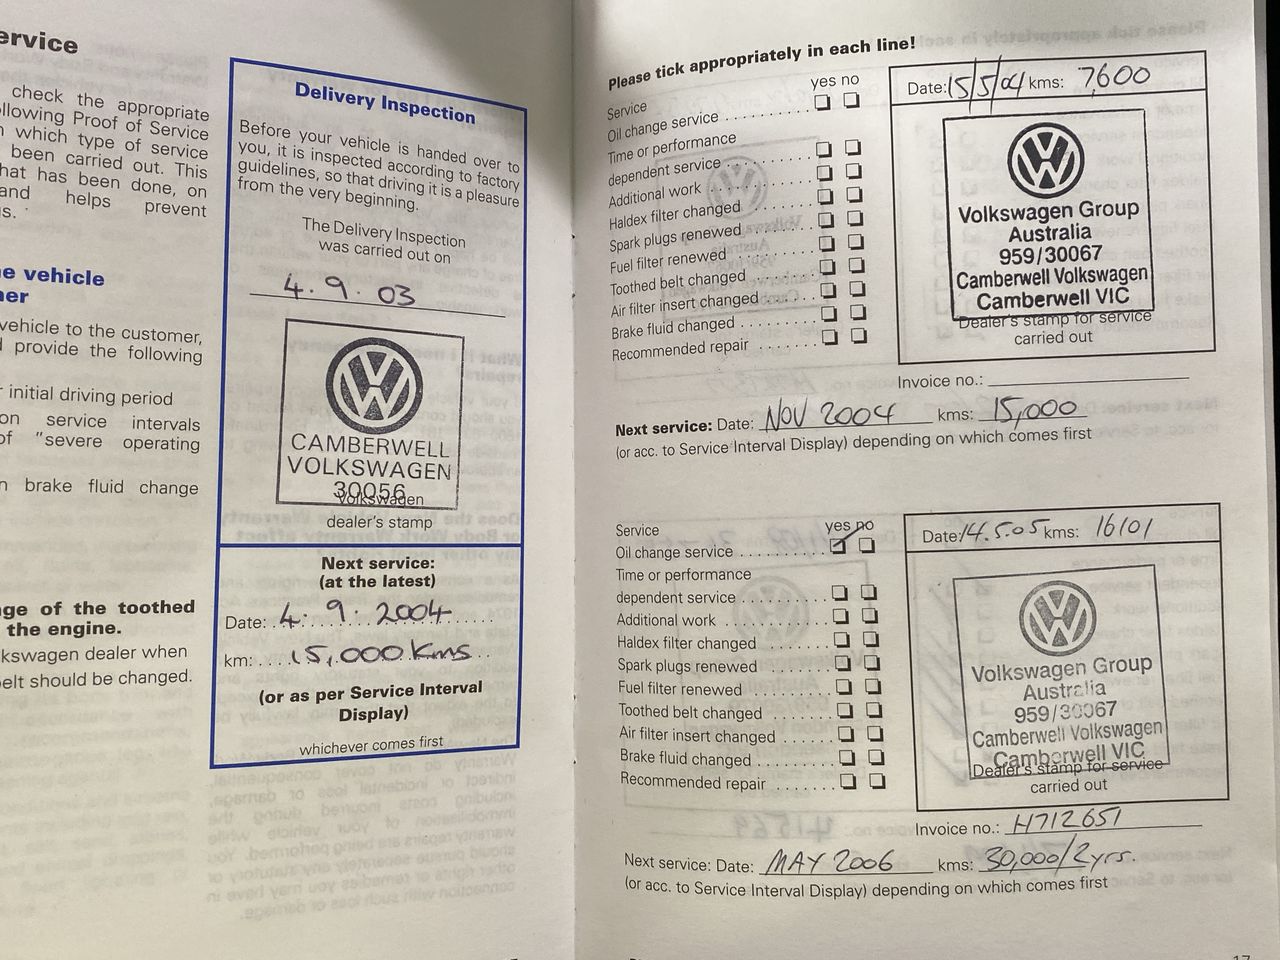 ervice
check the appropriate
llowing Proof of Service
n which type of service
been carried out. This
hat has been done, on
and helps prevent
s.
e vehicle
ner
vehicle to the customer,
d provide the following
r initial driving period
on service intervals
of "severe operating
n brake fluid change
ge of the toothed
the engine.
kswagen dealer when
elt should be changed.
Delivery Inspection
Before your vehicle is handed over to
you, it is inspected according to factory
guidelines, so that driving it is a pleasure
from the very beginning.
The Delivery Inspection
was carried out on
4.9.03
CAMBERWELL
VOLKSWAGEN
30056
Volkswagen
dealer's stamp
Next service:
(at the latest)
Date: 4.9.2004
km: 15,000 Kms
(or as per Service Interval
Display)
whichever comes first
Please tick appropriately in each line!
yes no
Service
Oil change service
Time or performance
dependent service
Additional work
Haldex filter changed
Spark plugs renewed
Fuel filter renewed
Toothed belt changed
Air filter insert changed
Brake fluid changed
Recommended repair
Date: 15/5/04 kms: 7,600
Volkswagen Group
Australia
959/30067
Camberwell Volkswagen
Camberwell VIC
Dealer's stamp for service
carried out
Invoice no.:
Next service: Date: NOV 2004 kms: 15,000
(or acc. to Service Interval Display) depending on which comes first
Service yes no
Oil change service
Time or performance
dependent service
Additional work
Haldex filter changed
Spark plugs renewed
Fuel filter renewed
Toothed belt changed
Air filter insert changed
Brake fluid changed
Recommended repair
Date: 14.5.05 kms: 16101
Volkswagen Group
Australia
959/30067
Camberwell Volkswagen
Camberwell VIC
Dealer's stamp for service
carried out
Invoice no.: H712651
Next service: Date: MAY 2006 kms: 30,000/2yrs.
(or acc. to Service Interval Display) depending on which comes first
17